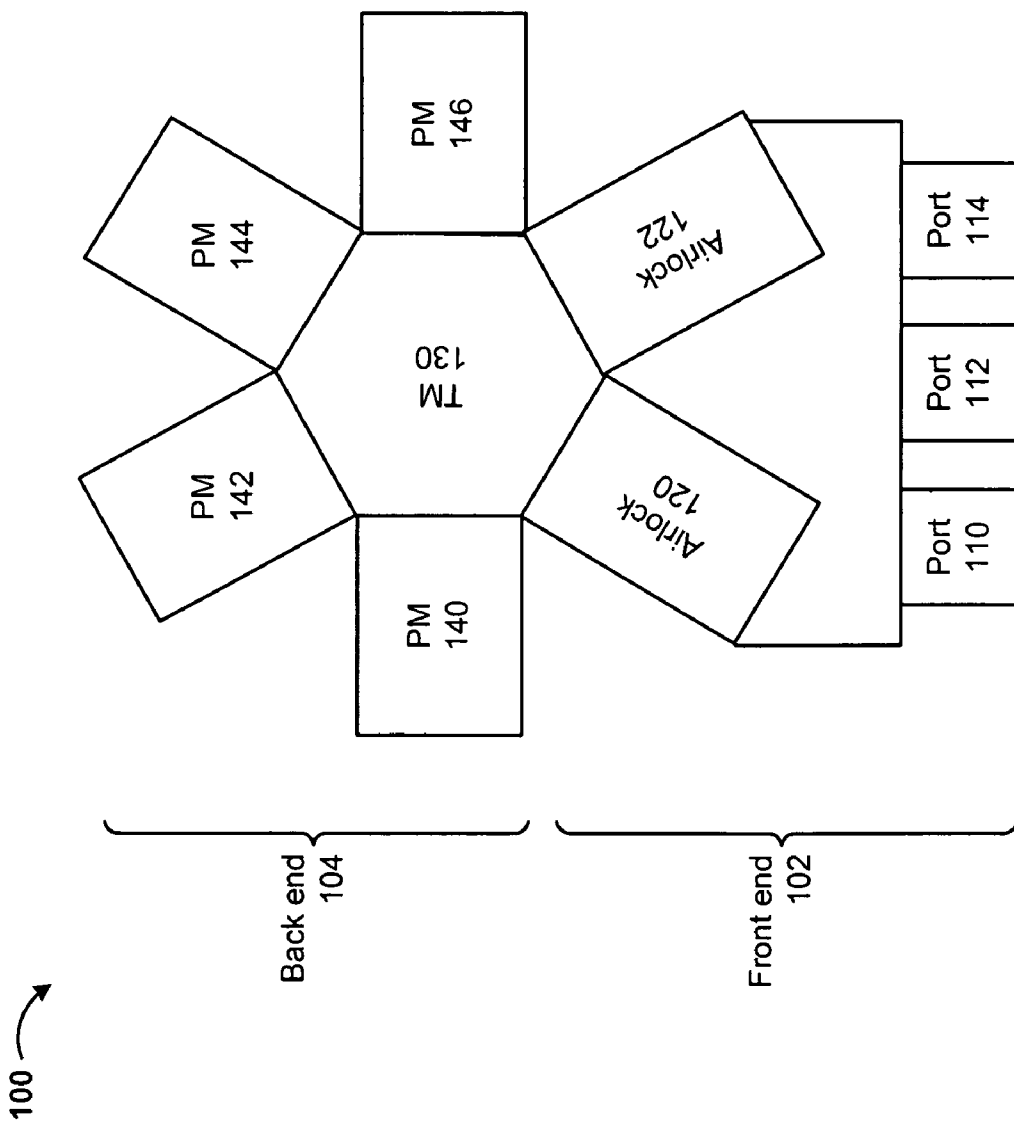 100
PM
142
PM
144
PM
140
TM
130
PM
146
Airlock
120
Airlock
122
Port
110
Port
112
Port
114
Back end
104
Front end
102